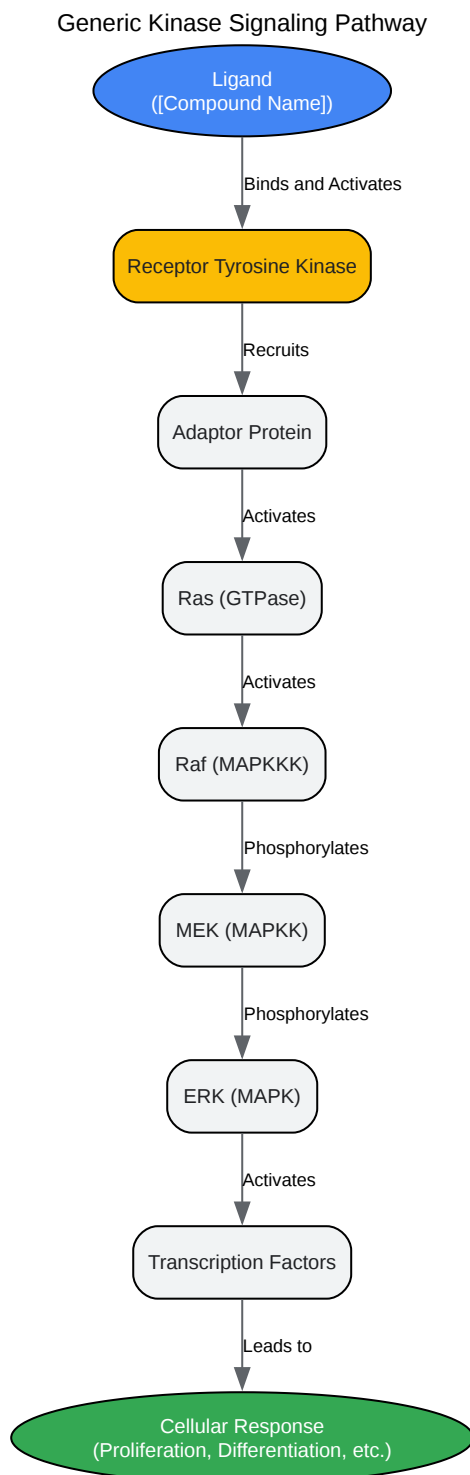 Generic Kinase Signaling Pathway
Ligand
([Compound Name])
Binds and Activates
Receptor Tyrosine Kinase
Recruits
Adaptor Protein
Activates
Ras (GTPase)
Activates
Raf (MAPKKK)
Phosphorylates
MEK (MAPKK)
Phosphorylates
ERK (MAPK)
Activates
Transcription Factors
Leads to
Cellular Response
(Proliferation, Differentiation, etc.)